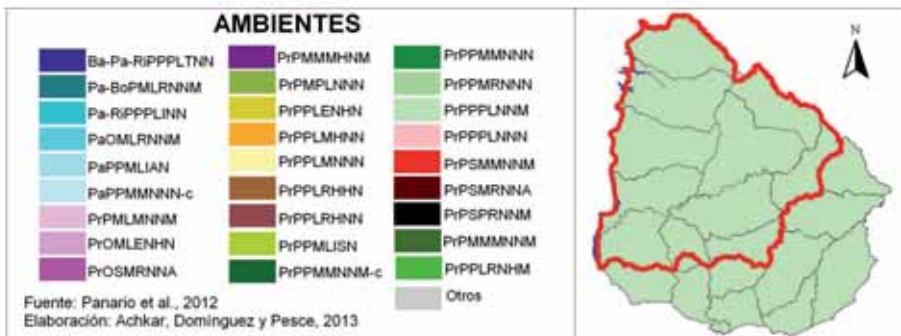 AMBIENTES
Ba-Pa-RiPPPLTNN
Pa-BoPMLRNNM
Pa-RiPPPLINN
PaOMLRNNM
PaPPMLIAN
PaPPMMNNN-c
PrPMLMNNM
PrOMLENHN
PrOSMRNNA
PrPMMMHNM
PrPMPLNNN
PrPPLENHN
PrPPLMHNN
PrPPLMNNN
PrPPLRHHN
PrPPLRHNN
PrPPMLISN
PrPPMMNNM-c
PrPPMMNNN
PrPPMRNNN
PrPPPLNNM
PrPPPLNNN
PrPSMMNNM
PrPSMRNNA
PrPSPRNNM
PrPMMMNNM
PrPPLRNHM
Otros
Fuente: Panario et al., 2012
Elaboración: Achkar, Domínguez y Pesce, 2013
N